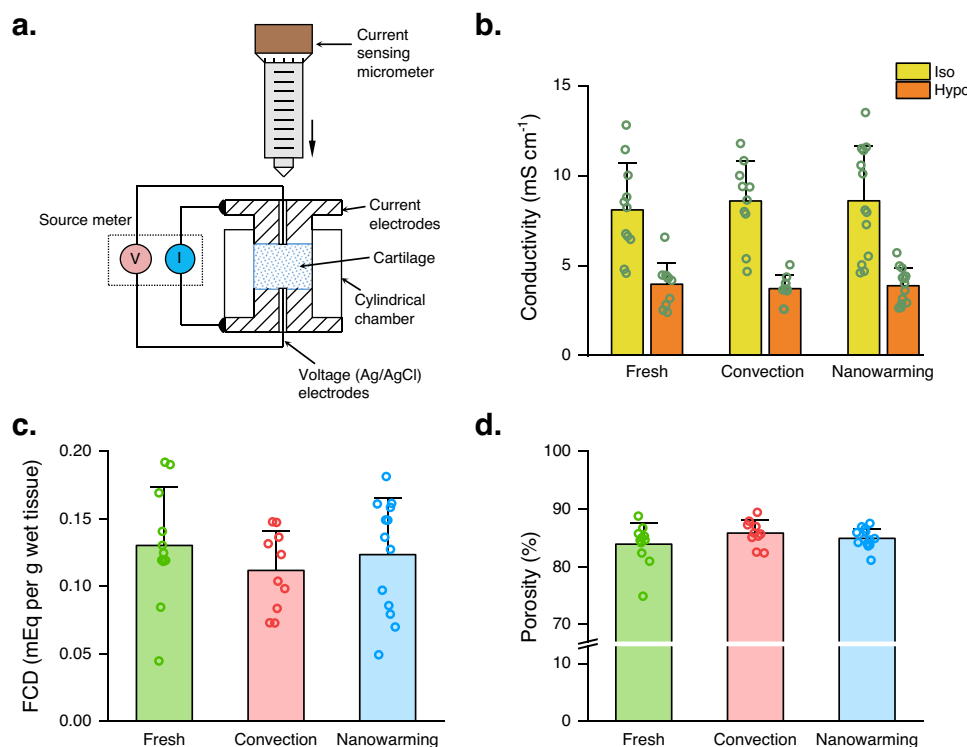 a.
Current
sensing
micrometer
Source meter
V
I
Current
electrodes
Cartilage
Cylindrical
chamber
Voltage (Ag/AgCl)
electrodes
b.
Iso
Hypo
Conductivity (mS cm⁻¹)
15
10
5
0
Fresh Convection Nanowarming
c.
FCD (mEq per g wet tissue)
0.20
0.15
0.10
0.05
0.00
Fresh Convection Nanowarming
d.
Porosity (%)
100
90
80
70
10
0
Fresh Convection Nanowarming